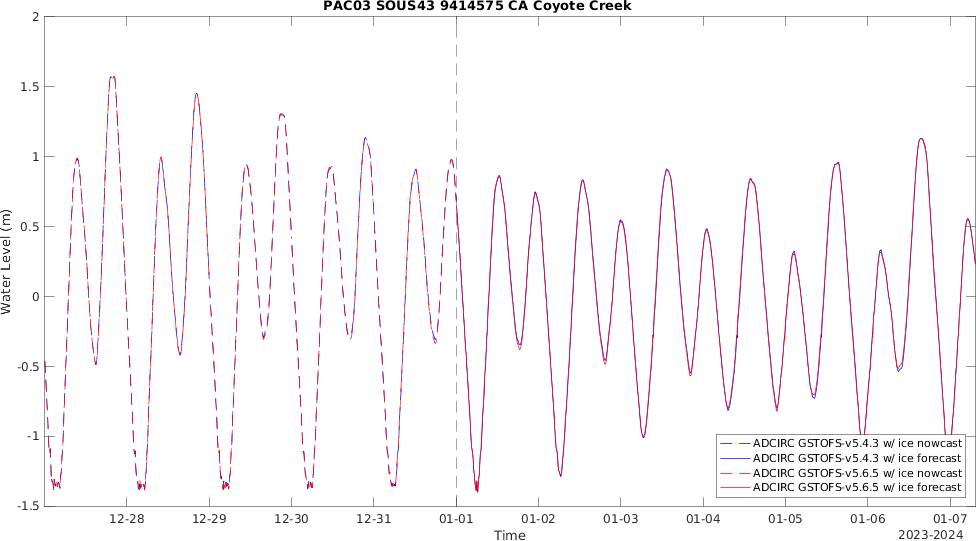 PAC03 SOUS43 9414575 CA Coyote Creek
2
1.5
1
0.5
0
-0.5
-1
-1.5
Water Level (m)
12-28 12-29 12-30 12-31 01-01 01-02 01-03 01-04 01-05 01-06 01-07
Time
2023-2024
ADCIRC GSTOFS-v5.4.3 w/ ice nowcast
ADCIRC GSTOFS-v5.4.3 w/ ice forecast
ADCIRC GSTOFS-v5.6.5 w/ ice nowcast
ADCIRC GSTOFS-v5.6.5 w/ ice forecast